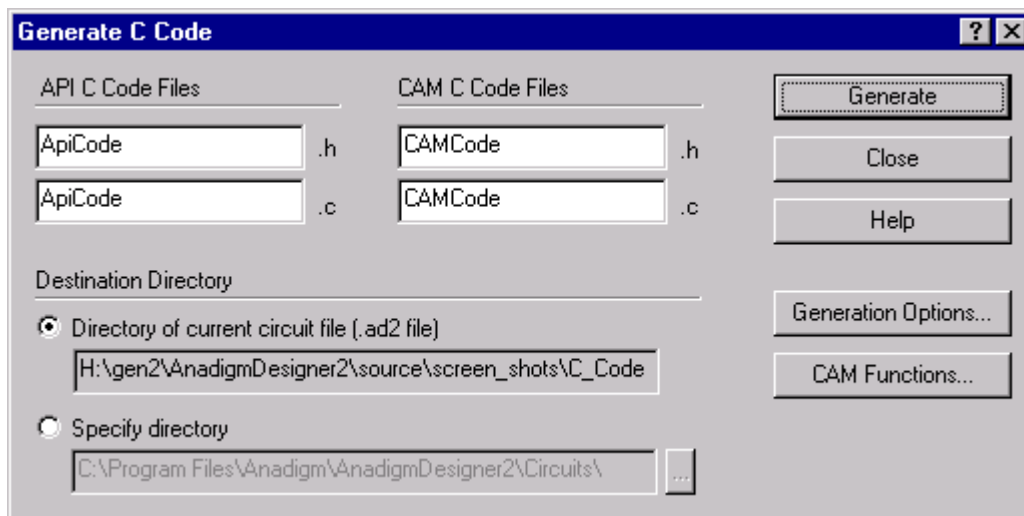 Generate C Code
API C Code Files
CAM C Code Files
Generate
ApiCode .h
CAMCode .h
Close
ApiCode .c
CAMCode .c
Help
Destination Directory
Directory of current circuit file (.ad2 file)
Generation Options...
H:\gen2\AnadigmDesigner2\source\screen_shots\C_Code
CAM Functions...
Specify directory
C:\Program Files\Anadigm\AnadigmDesigner2\Circuits\
...